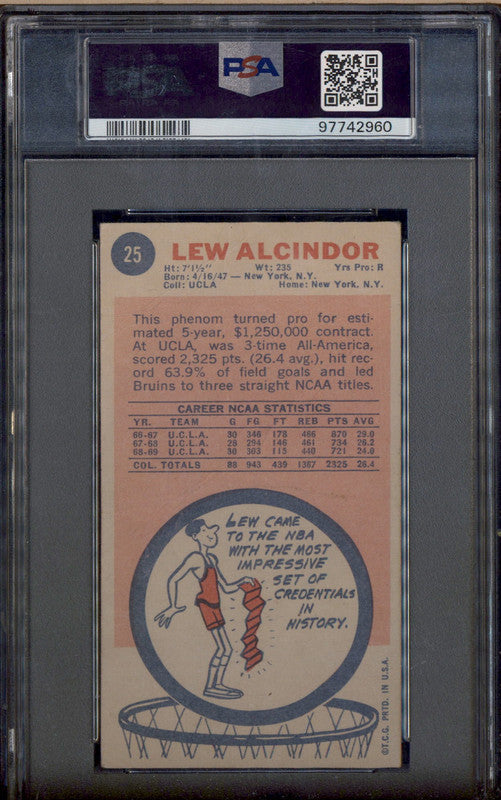 PSA
97742960
25
LEW ALCINDOR
Ht: 7'1½" Wt: 235 Yrs Pro: R
Born: 4/16/47 — New York, N.Y.
Coll: UCLA Home: New York, N.Y.
This phenom turned pro for esti-
mated 5-year, $1,250,000 contract.
At UCLA, was 3-time All-America,
scored 2,325 pts. (26.4 avg.), hit rec
ord 63.9% of field goals and led
Bruins to three straight NCAA titles.
CAREER NCAA STATISTICS
YR. TEAM G FG FT REB PTS AVG
66-67 U.C.L.A. 30 346 178 466 870 29.0
67-68 U.C.L.A. 28 294 146 461 734 26.2
68-69 U.C.L.A. 30 303 115 440 721 24.0
COL. TOTALS 88 943 439 1367 2325 26.4
LEW CAME
TO THE NBA
WITH THE MOST
IMPRESSIVE
SET OF
CREDENTIALS
IN
HISTORY.
©T.C.G. PRTD. IN U.S.A.